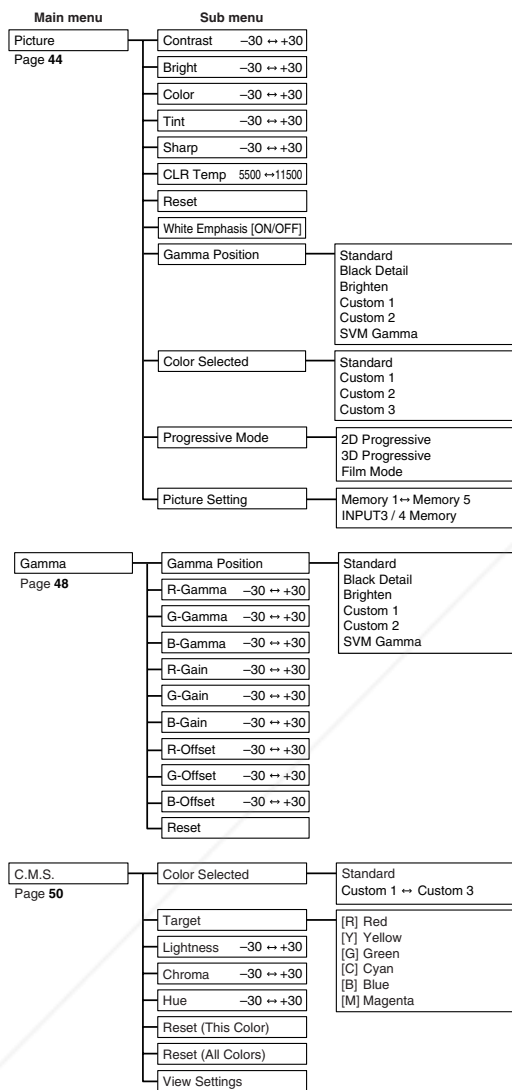 Main menu
Sub menu
Picture
Page 44
Contrast –30 ↔ +30
Bright –30 ↔ +30
Color –30 ↔ +30
Tint –30 ↔ +30
Sharp –30 ↔ +30
CLR Temp 5500 ↔11500
Reset
White Emphasis [ON/OFF]
Gamma Position
Standard
Black Detail
Brighten
Custom 1
Custom 2
SVM Gamma
Color Selected
Standard
Custom 1
Custom 2
Custom 3
Progressive Mode
2D Progressive
3D Progressive
Film Mode
Picture Setting
Memory 1↔ Memory 5
INPUT3 / 4 Memory
Gamma
Page 48
Gamma Position
Standard
Black Detail
Brighten
Custom 1
Custom 2
SVM Gamma
R-Gamma –30 ↔ +30
G-Gamma –30 ↔ +30
B-Gamma –30 ↔ +30
R-Gain –30 ↔ +30
G-Gain –30 ↔ +30
B-Gain –30 ↔ +30
R-Offset –30 ↔ +30
G-Offset –30 ↔ +30
B-Offset –30 ↔ +30
Reset
C.M.S.
Page 50
Color Selected
Standard
Custom 1 ↔ Custom 3
Target
[R] Red
[Y] Yellow
[G] Green
[C] Cyan
[B] Blue
[M] Magenta
Lightness –30 ↔ +30
Chroma –30 ↔ +30
Hue –30 ↔ +30
Reset (This Color)
Reset (All Colors)
View Settings